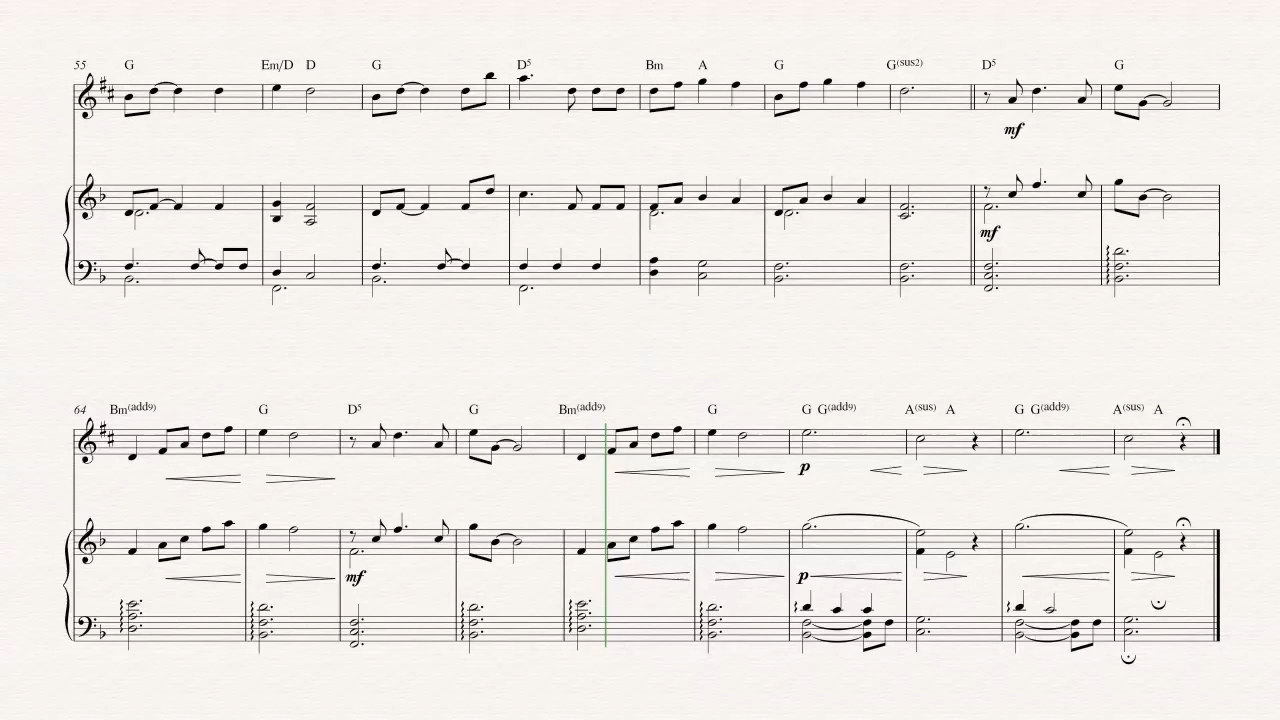 55 G Em/D D G D5 Bm A G G(sus2) D5 G
mf
mf
64 Bm(add9) G D5 G Bm(add9) G G G(add9) A(sus) A G G(add9) A(sus) A
p
mf p